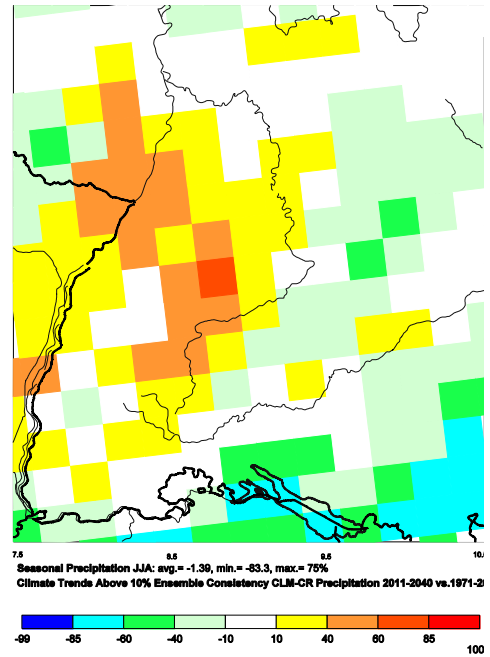 7.5 8.5 9.5 10.
Seasonal Precipitation JJA: avg.= -1.39, min.= -83.3, max.= 75%
Climate Trends Above 10% Ensemble Consistency CLM-CR Precipitation 2011-2040 vs.1971-20
-99 -85 -60 -40 -10 10 40 60 85
100